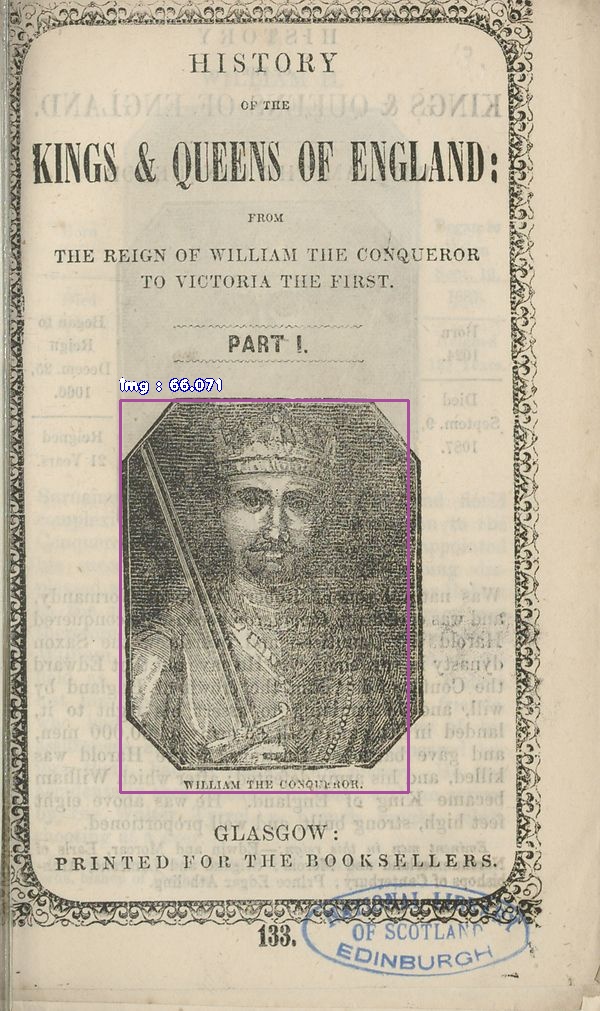 HISTORY
OF THE
KINGS & QUEENS OF ENGLAND:
FROM
THE REIGN OF WILLIAM THE CONQUEROR
TO VICTORIA THE FIRST.
PART I.
img : 66.071
WILLIAM THE CONQUEROR.
GLASGOW:
PRINTED FOR THE BOOKSELLERS.
133.
NATIONAL LIBRARY
OF SCOTLAND
EDINBURGH